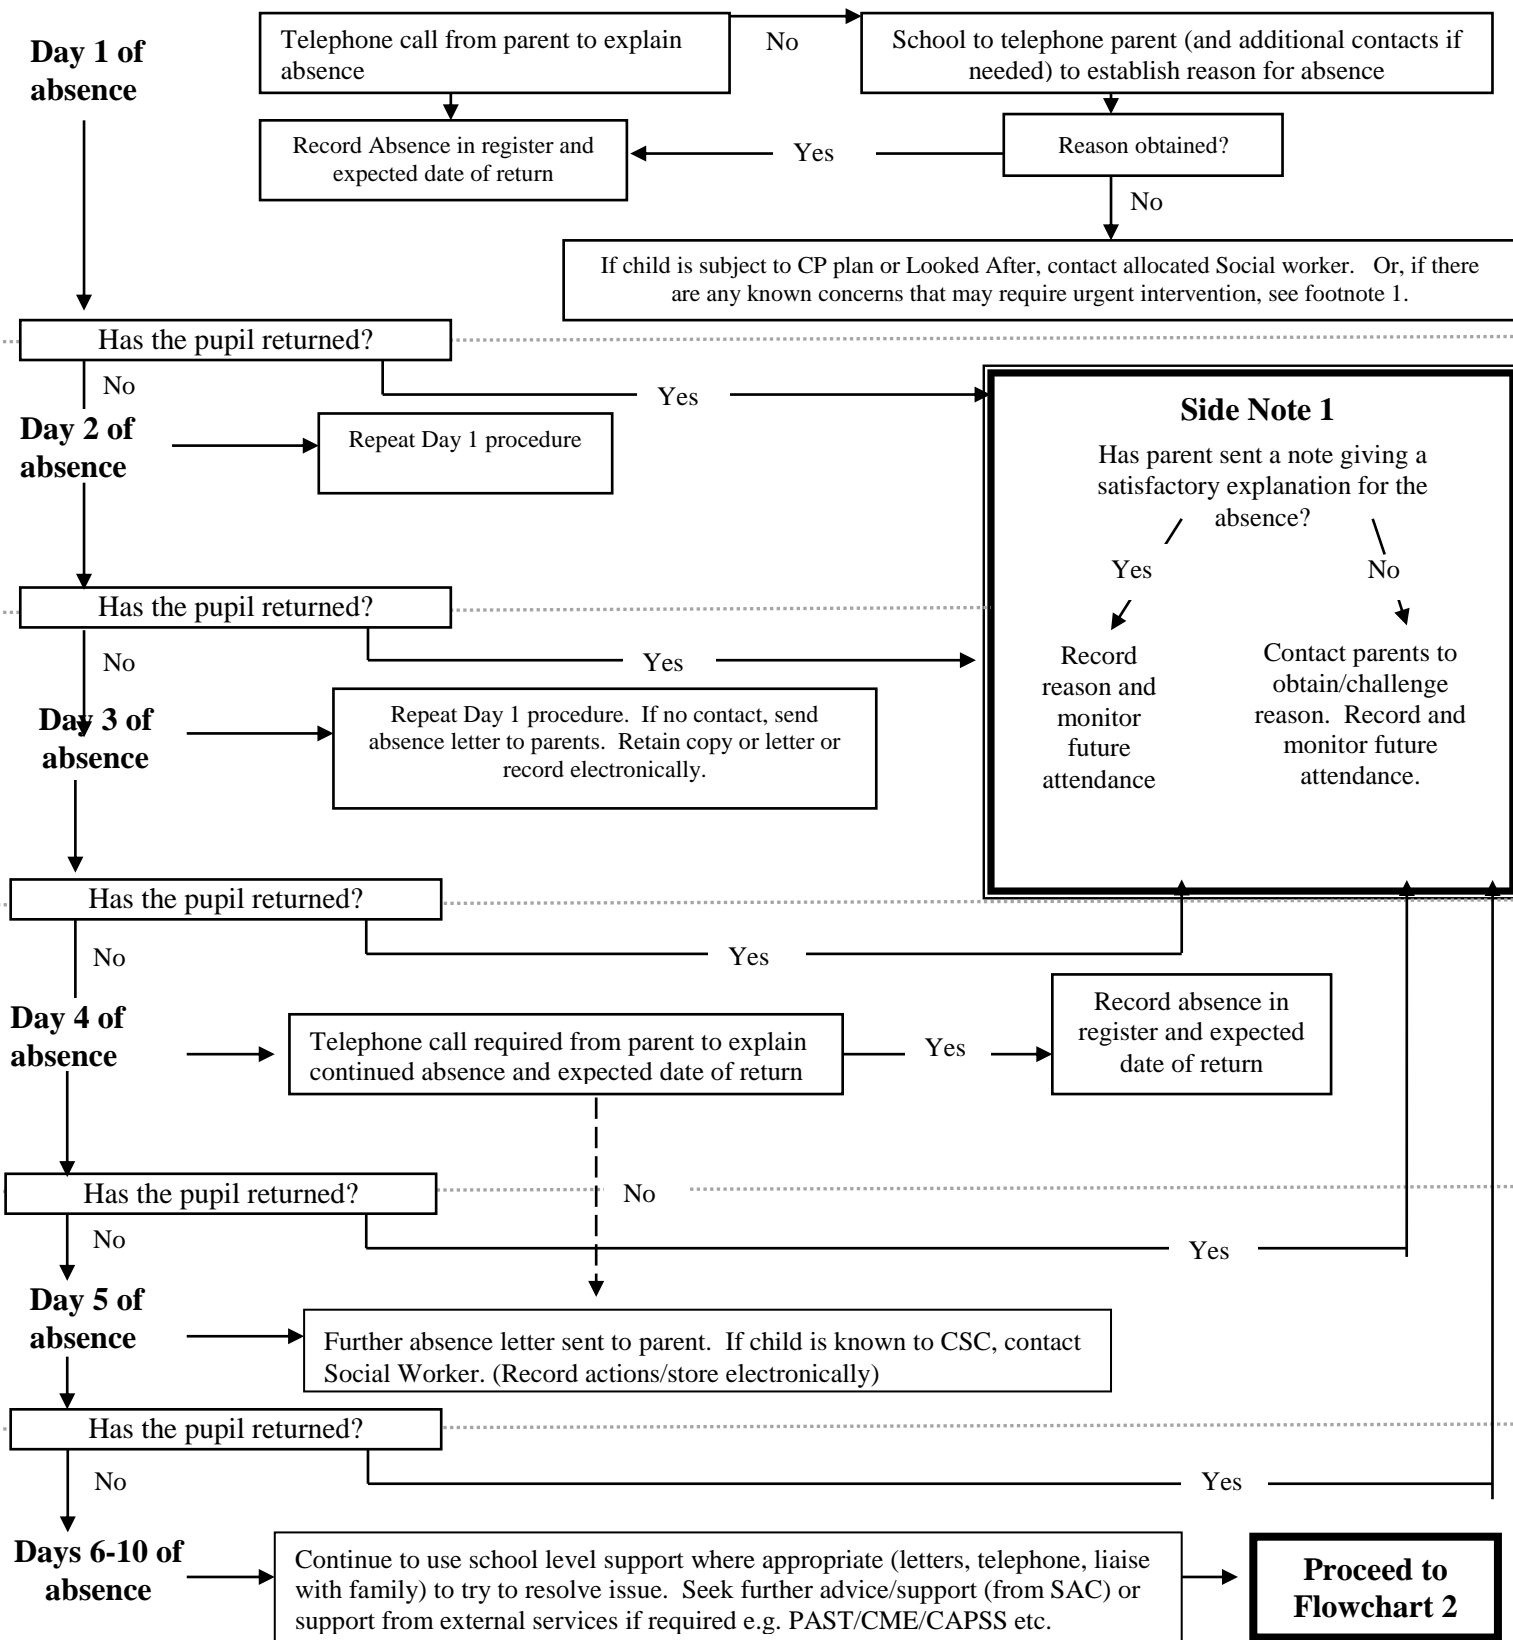 Day 1 of
absence
Telephone call from parent to explain
absence
No
School to telephone parent (and additional contacts if
needed) to establish reason for absence
Record Absence in register and
expected date of return
Yes
Reason obtained?
No
If child is subject to CP plan or Looked After, contact allocated Social worker. Or, if there
are any known concerns that may require urgent intervention, see footnote 1.
Has the pupil returned?
No
Yes
Day 2 of
absence
Repeat Day 1 procedure
Side Note 1
Has parent sent a note giving a
satisfactory explanation for the
absence?
Yes
No
Record
reason and
monitor
future
attendance
Contact parents to
obtain/challenge
reason. Record and
monitor future
attendance.
Has the pupil returned?
No
Yes
Day 3 of
absence
Repeat Day 1 procedure. If no contact, send
absence letter to parents. Retain copy or letter or
record electronically.
Has the pupil returned?
No
Yes
Day 4 of
absence
Telephone call required from parent to explain
continued absence and expected date of return
Yes
Record absence in
register and expected
date of return
Has the pupil returned?
No
No
Yes
Day 5 of
absence
Further absence letter sent to parent. If child is known to CSC, contact
Social Worker. (Record actions/store electronically)
Has the pupil returned?
No
Yes
Days 6-10 of
absence
Continue to use school level support where appropriate (letters, telephone, liaise
with family) to try to resolve issue. Seek further advice/support (from SAC) or
support from external services if required e.g. PAST/CME/CAPSS etc.
Proceed to
Flowchart 2